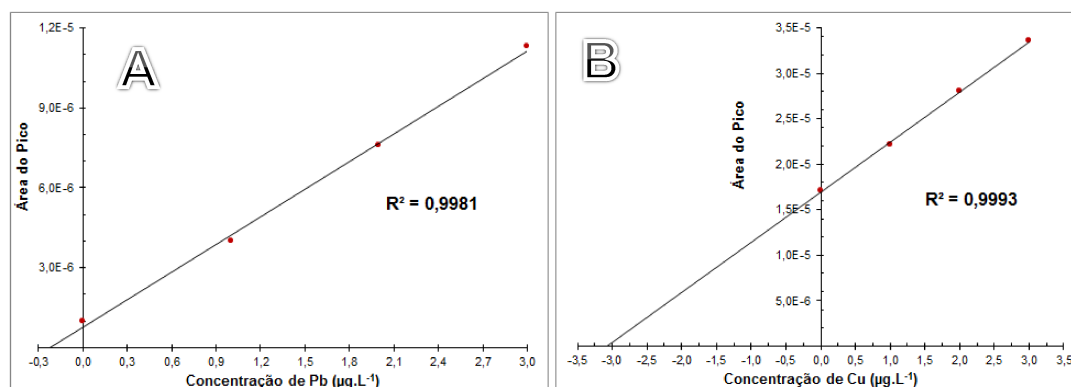 A
Área do Pico
1,2E-5
9,0E-6
6,0E-6
3,0E-6
R² = 0,9981
-0,3 0,0 0,3 0,6 0,9 1,2 1,5 1,8 2,1 2,4 2,7 3,0
Concentração de Pb (µg.L⁻¹)
B
Área do Pico
3,5E-5
3,0E-5
2,5E-5
2,0E-5
1,5E-5
1,0E-5
5,0E-6
R² = 0,9993
-3,5 -3,0 -2,5 -2,0 -1,5 -1,0 -0,5 0,0 0,5 1,0 1,5 2,0 2,5 3,0 3,5
Concentração de Cu (µg.L⁻¹)